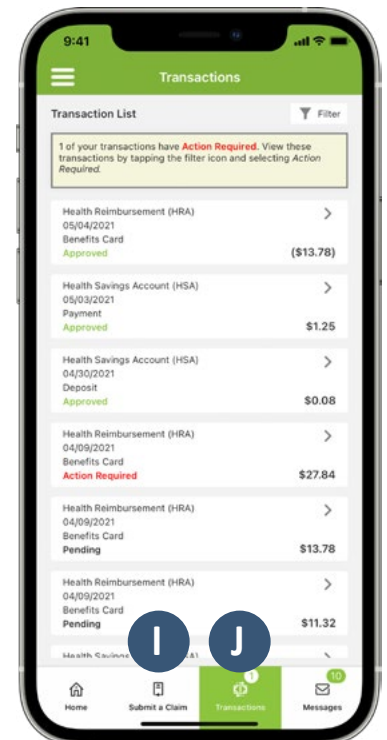 9:41
Transactions
Transaction List
Filter
1 of your transactions have Action Required. View these
transactions by tapping the filter icon and selecting Action
Required.
Health Reimbursement (HRA)
05/04/2021
Benefits Card
Approved
($13.78)
Health Savings Account (HSA)
05/03/2021
Payment
Approved
$1.25
Health Savings Account (HSA)
04/30/2021
Deposit
Approved
$0.08
Health Reimbursement (HRA)
04/09/2021
Benefits Card
Action Required
$27.84
Health Reimbursement (HRA)
04/09/2021
Benefits Card
Pending
$13.78
Health Reimbursement (HRA)
04/09/2021
Benefits Card
Pending
$11.32
Health Savings
I
J
1
10
Home
Submit a Claim
Transactions
Messages